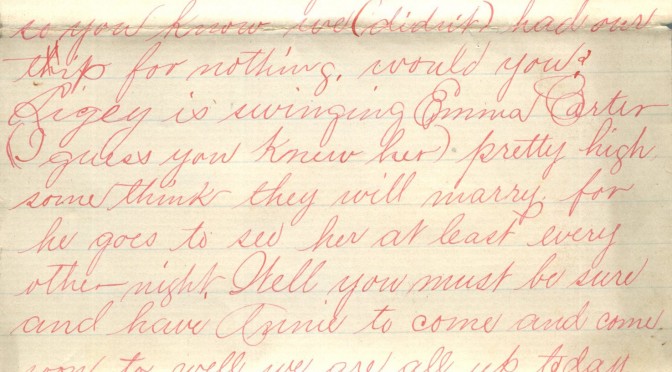 so you know we (didn't) had our
trip for nothing, would you?
Ligey is swinging Emma Carter
(I guess you knew her) pretty high
some think they will marry, for
he goes to see her at least every
other night. Well you must be sure
and have Annie to come and come
soon to well we are all up today